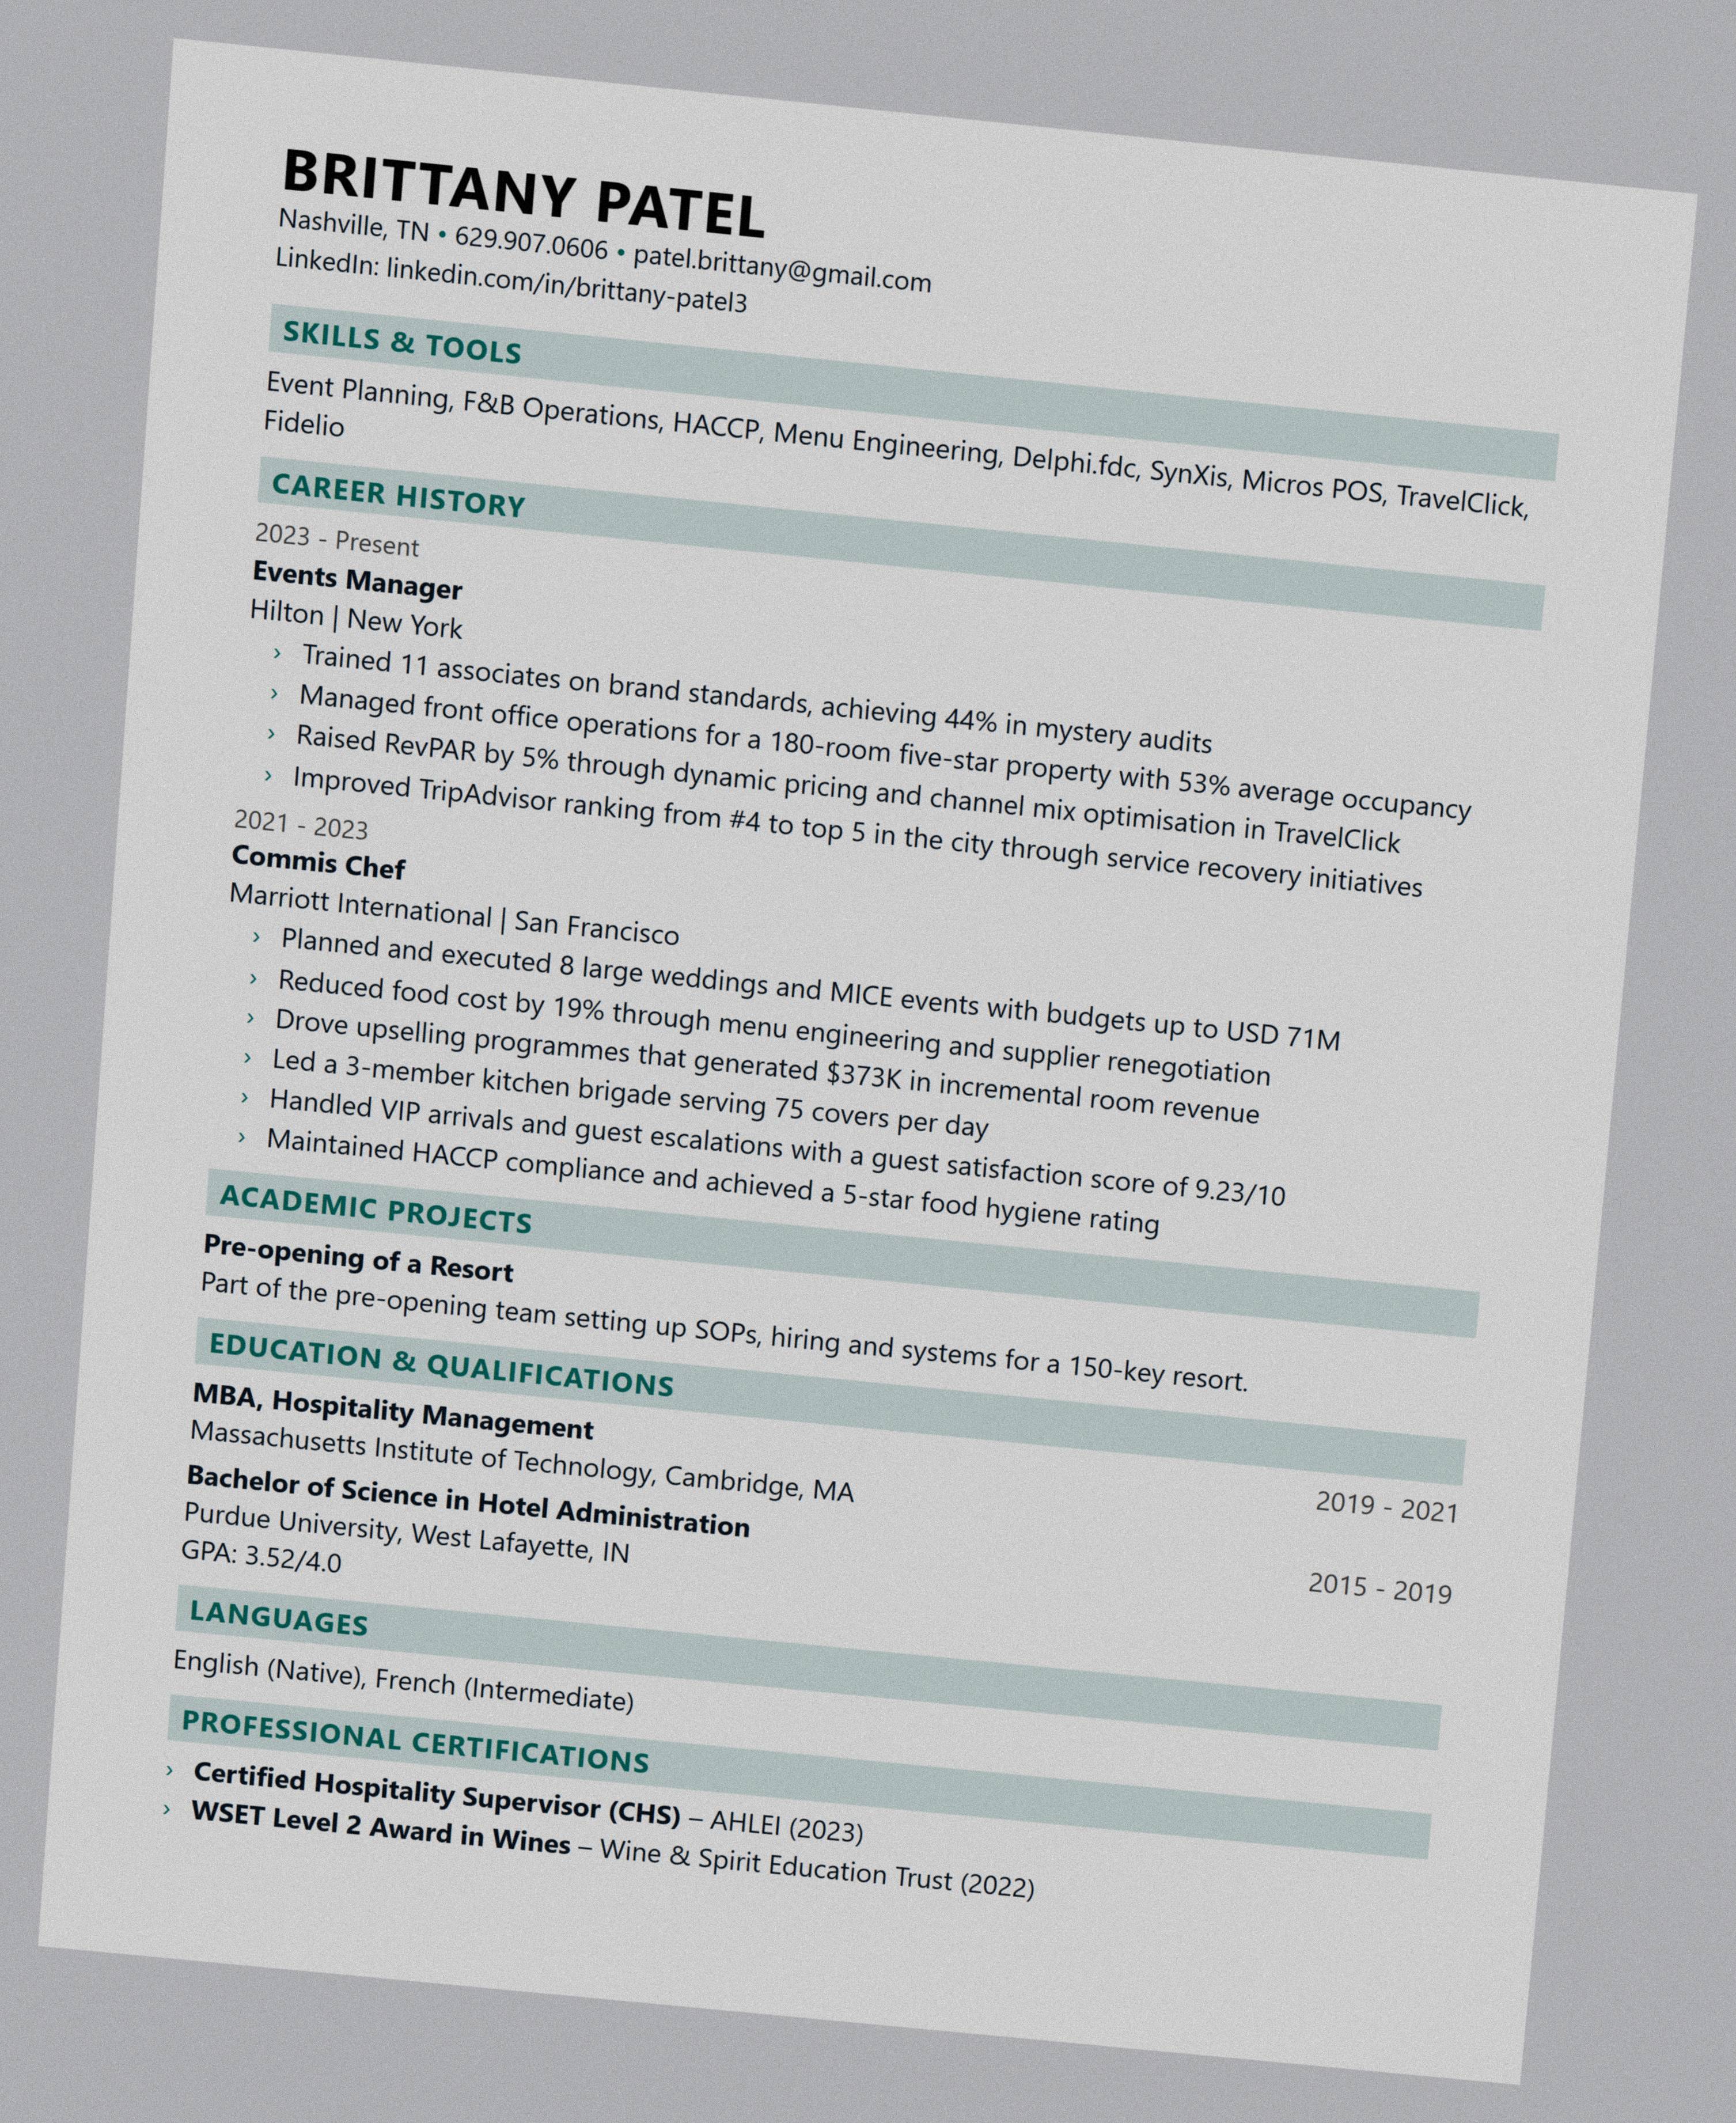 BRITTANY PATEL
Nashville, TN • 629.907.0606 • patel.brittany@gmail.com
LinkedIn: linkedin.com/in/brittany-patel3
SKILLS & TOOLS
Event Planning, F&B Operations, HACCP, Menu Engineering, Delphi.fdc, SynXis, Micros POS, TravelClick,
Fidelio
CAREER HISTORY
2023 - Present
Events Manager
Hilton | New York
› Trained 11 associates on brand standards, achieving 44% in mystery audits
› Managed front office operations for a 180-room five-star property with 53% average occupancy
› Raised RevPAR by 5% through dynamic pricing and channel mix optimisation in TravelClick
› Improved TripAdvisor ranking from #4 to top 5 in the city through service recovery initiatives
2021 - 2023
Commis Chef
Marriott International | San Francisco
› Planned and executed 8 large weddings and MICE events with budgets up to USD 71M
› Reduced food cost by 19% through menu engineering and supplier renegotiation
› Drove upselling programmes that generated $373K in incremental room revenue
› Led a 3-member kitchen brigade serving 75 covers per day
› Handled VIP arrivals and guest escalations with a guest satisfaction score of 9.23/10
› Maintained HACCP compliance and achieved a 5-star food hygiene rating
ACADEMIC PROJECTS
Pre-opening of a Resort
Part of the pre-opening team setting up SOPs, hiring and systems for a 150-key resort.
EDUCATION & QUALIFICATIONS
MBA, Hospitality Management
2019 - 2021
Massachusetts Institute of Technology, Cambridge, MA
Bachelor of Science in Hotel Administration
2015 - 2019
Purdue University, West Lafayette, IN
GPA: 3.52/4.0
LANGUAGES
English (Native), French (Intermediate)
PROFESSIONAL CERTIFICATIONS
› Certified Hospitality Supervisor (CHS) – AHLEI (2023)
› WSET Level 2 Award in Wines – Wine & Spirit Education Trust (2022)